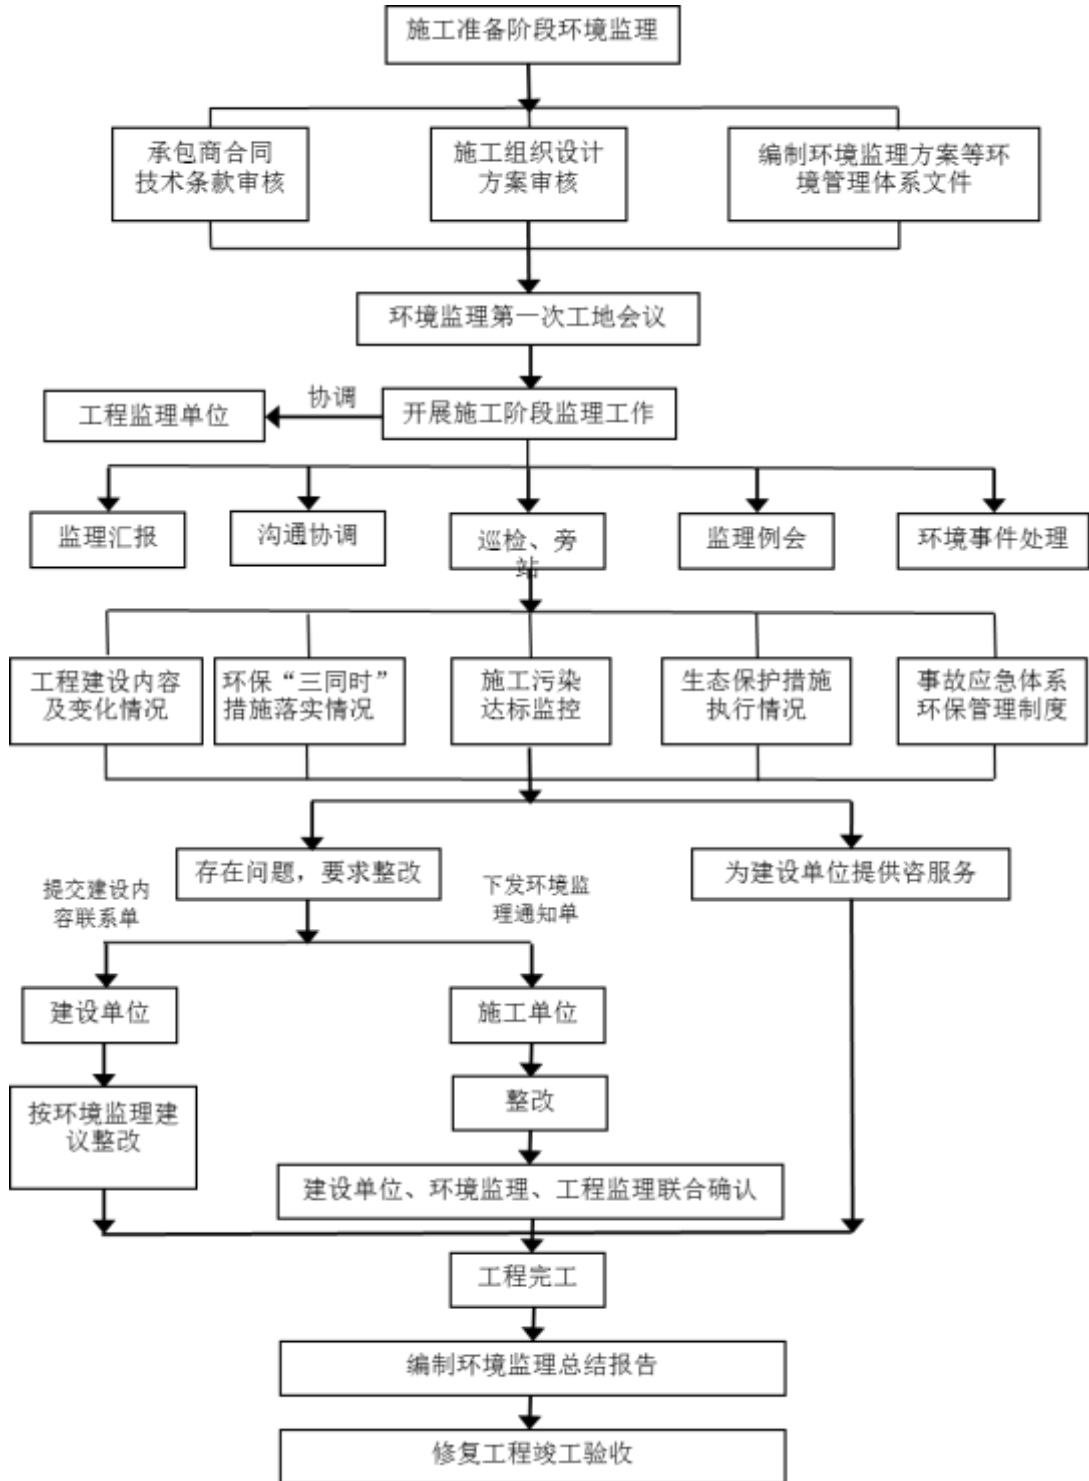 施工准备阶段环境监理
承包商合同
技术条款审核
施工组织设计
方案审核
编制环境监理方案等环
境管理体系文件
环境监理第一次工地会议
协调
工程监理单位
开展施工阶段监理工作
监理汇报
沟通协调
巡检、旁
站
监理例会
环境事件处理
工程建设内容
及变化情况
环保“三同时”
措施落实情况
施工污染
达标监控
生态保护措施
执行情况
事故应急体系
环保管理制度
存在问题，要求整改
为建设单位提供咨服务
提交建设内
容联系单
下发环境监
理通知单
建设单位
施工单位
按环境监理建
议整改
整改
建设单位、环境监理、工程监理联合确认
工程完工
编制环境监理总结报告
修复工程竣工验收